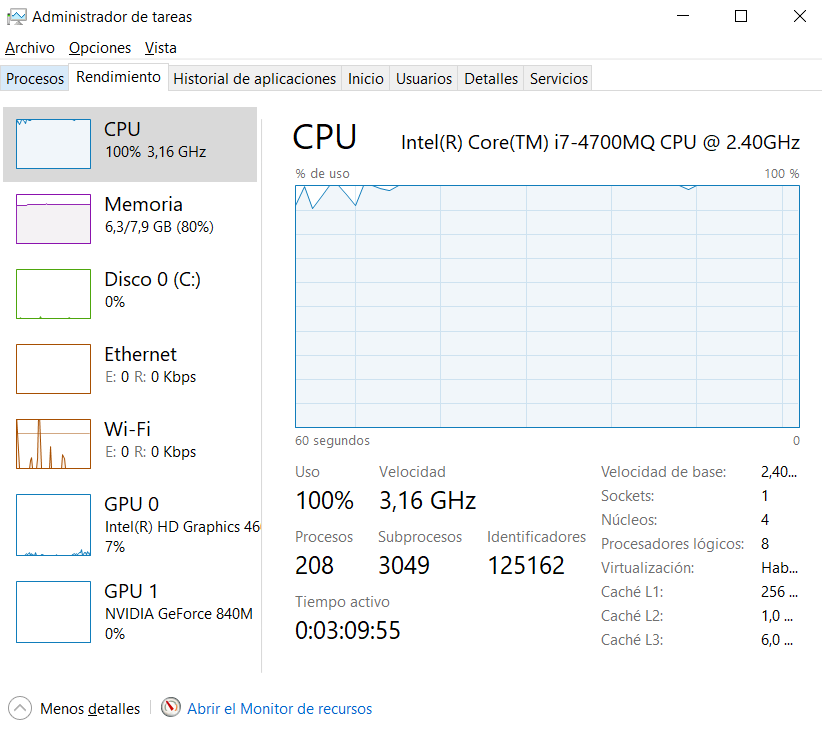 Administrador de tareas
Archivo Opciones Vista
Procesos Rendimiento Historial de aplicaciones Inicio Usuarios Detalles Servicios
CPU
100% 3,16 GHz
Memoria
6,3/7,9 GB (80%)
Disco 0 (C:)
0%
Ethernet
E: 0 R: 0 Kbps
Wi-Fi
E: 0 R: 0 Kbps
GPU 0
Intel(R) HD Graphics 46
7%
GPU 1
NVIDIA GeForce 840M
0%
CPU Intel(R) Core(TM) i7-4700MQ CPU @ 2.40GHz
% de uso 100 %
60 segundos 0
Uso Velocidad
100% 3,16 GHz
Procesos Subprocesos Identificadores
208 3049 125162
Tiempo activo
0:03:09:55
Velocidad de base: 2,40...
Sockets: 1
Núcleos: 4
Procesadores lógicos: 8
Virtualización: Hab...
Caché L1: 256 ...
Caché L2: 1,0 ...
Caché L3: 6,0 ...
Menos detalles Abrir el Monitor de recursos